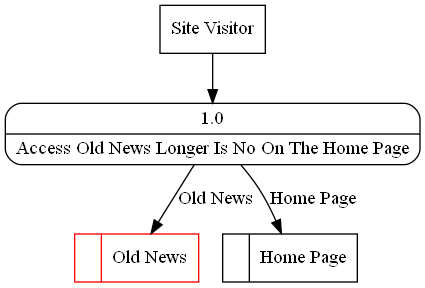 Site Visitor
1.0
Access Old News Longer Is No On The Home Page
Old News
Home Page
Old News
Home Page